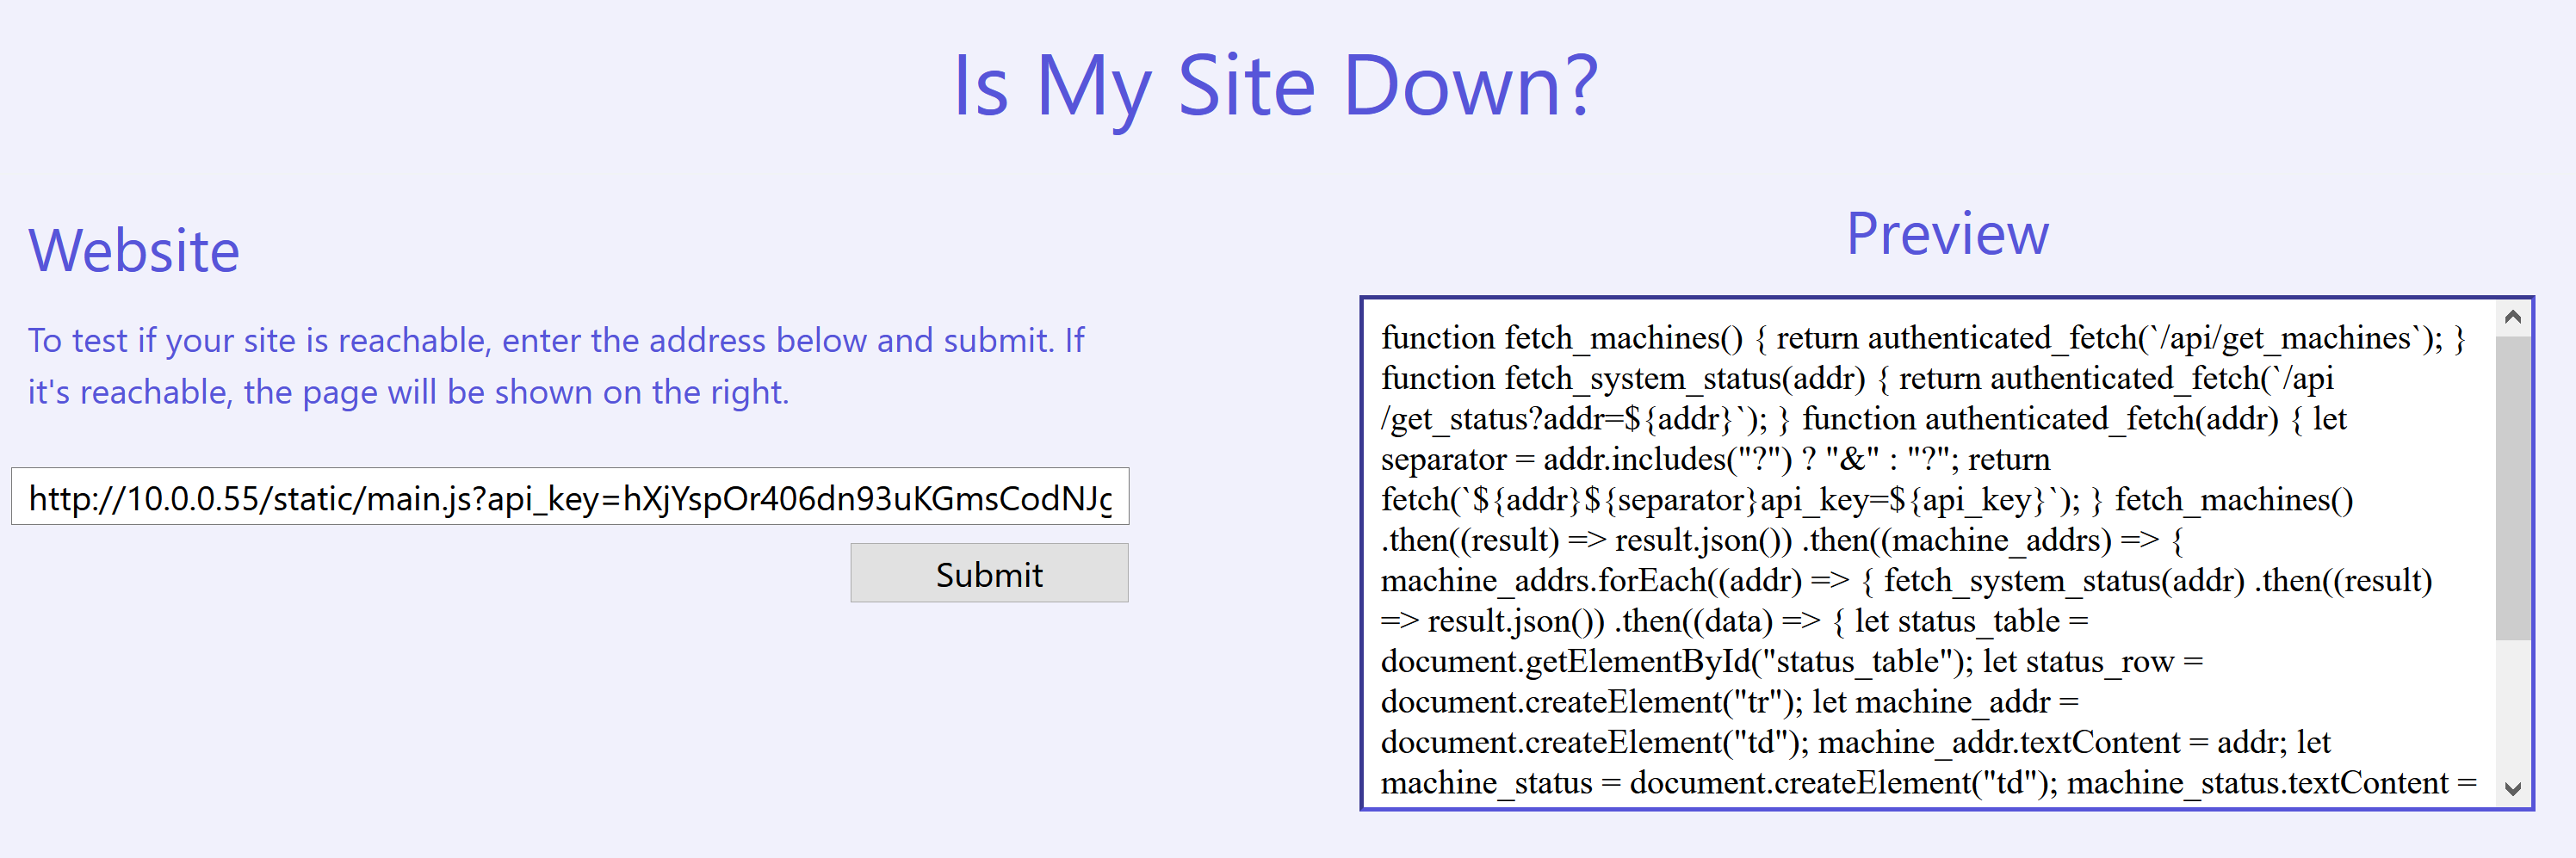 Is My Site Down?
Website
To test if your site is reachable, enter the address below and submit. If
it's reachable, the page will be shown on the right.
http://10.0.0.55/static/main.js?api_key=hXjYspOr406dn93uKGmsCodNJg
Submit
Preview
function fetch_machines() { return authenticated_fetch(`/api/get_machines`); }
function fetch_system_status(addr) { return authenticated_fetch(`/api
/get_status?addr=${addr}`); } function authenticated_fetch(addr) { let
separator = addr.includes("?") ? "&" : "?"; return
fetch(`${addr}${separator}api_key=${api_key}`); } fetch_machines()
.then((result) => result.json()) .then((machine_addrs) => {
machine_addrs.forEach((addr) => { fetch_system_status(addr) .then((result)
=> result.json()) .then((data) => { let status_table =
document.getElementById("status_table"); let status_row =
document.createElement("tr"); let machine_addr =
document.createElement("td"); machine_addr.textContent = addr; let
machine_status = document.createElement("td"); machine_status.textContent =